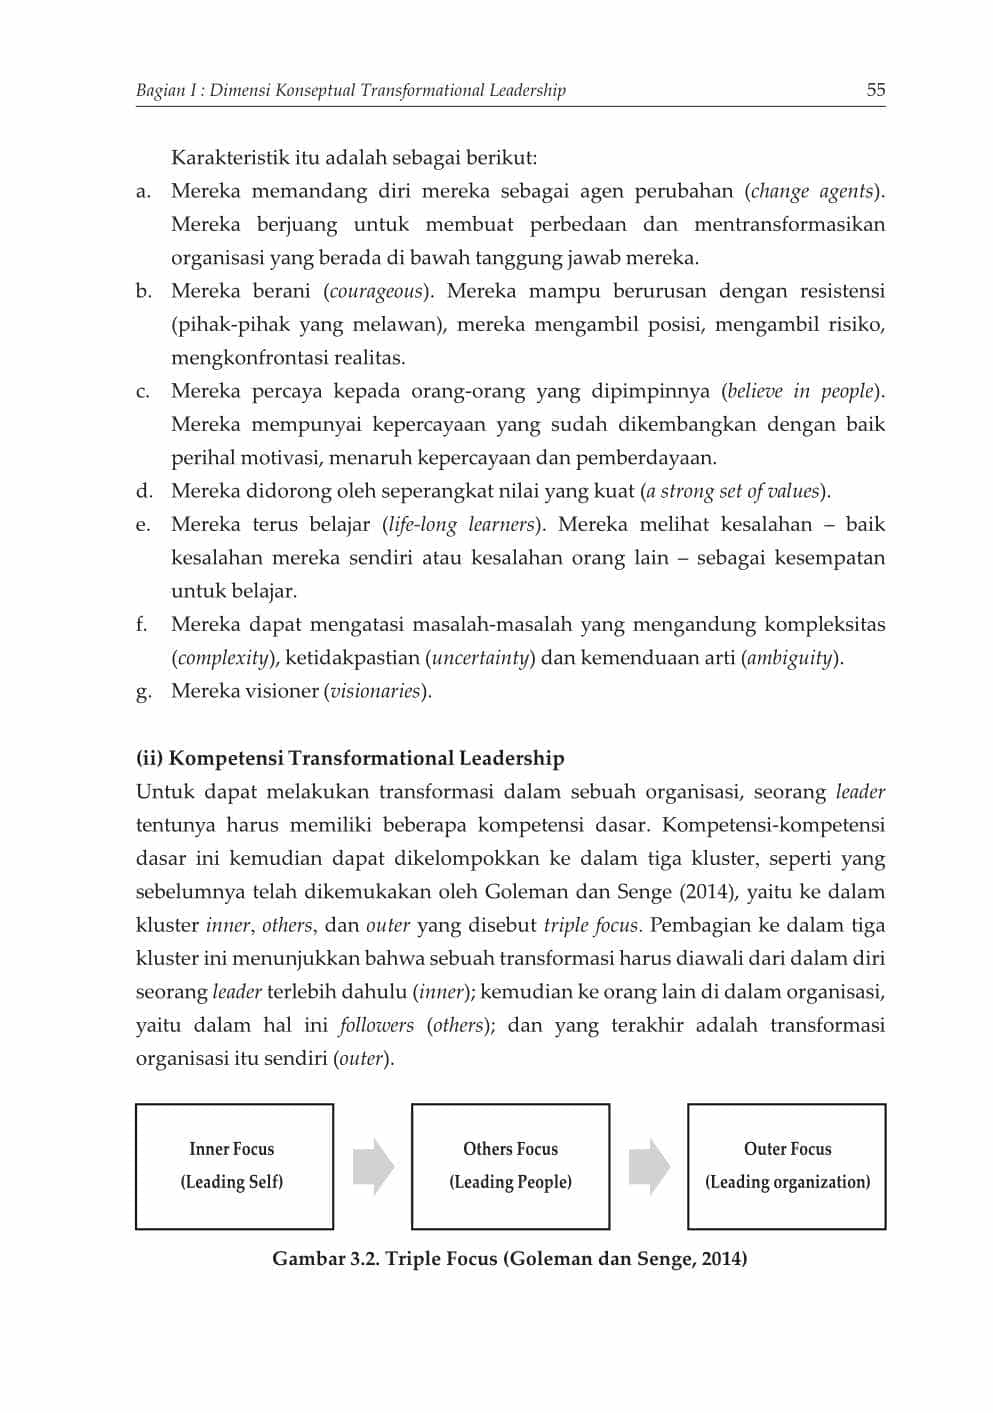 Bagian I : Dimensi Konseptual Transformational Leadership 55
Karakteristik itu adalah sebagai berikut:
a. Mereka memandang diri mereka sebagai agen perubahan (change agents).
Mereka berjuang untuk membuat perbedaan dan mentransformasikan
organisasi yang berada di bawah tanggung jawab mereka.
b. Mereka berani (courageous). Mereka mampu berurusan dengan resistensi
(pihak-pihak yang melawan), mereka mengambil posisi, mengambil risiko,
mengkonfrontasi realitas.
c. Mereka percaya kepada orang-orang yang dipimpinnya (believe in people).
Mereka mempunyai kepercayaan yang sudah dikembangkan dengan baik
perihal motivasi, menaruh kepercayaan dan pemberdayaan.
d. Mereka didorong oleh seperangkat nilai yang kuat (a strong set of values).
e. Mereka terus belajar (life-long learners). Mereka melihat kesalahan – baik
kesalahan mereka sendiri atau kesalahan orang lain – sebagai kesempatan
untuk belajar.
f. Mereka dapat mengatasi masalah-masalah yang mengandung kompleksitas
(complexity), ketidakpastian (uncertainty) dan kemenduaan arti (ambiguity).
g. Mereka visioner (visionaries).
(ii) Kompetensi Transformational Leadership
Untuk dapat melakukan transformasi dalam sebuah organisasi, seorang leader
tentunya harus memiliki beberapa kompetensi dasar. Kompetensi-kompetensi
dasar ini kemudian dapat dikelompokkan ke dalam tiga kluster, seperti yang
sebelumnya telah dikemukakan oleh Goleman dan Senge (2014), yaitu ke dalam
kluster inner, others, dan outer yang disebut triple focus. Pembagian ke dalam tiga
kluster ini menunjukkan bahwa sebuah transformasi harus diawali dari dalam diri
seorang leader terlebih dahulu (inner); kemudian ke orang lain di dalam organisasi,
yaitu dalam hal ini followers (others); dan yang terakhir adalah transformasi
organisasi itu sendiri (outer).
Inner Focus
(Leading Self)
Others Focus
(Leading People)
Outer Focus
(Leading organization)
Gambar 3.2. Triple Focus (Goleman dan Senge, 2014)